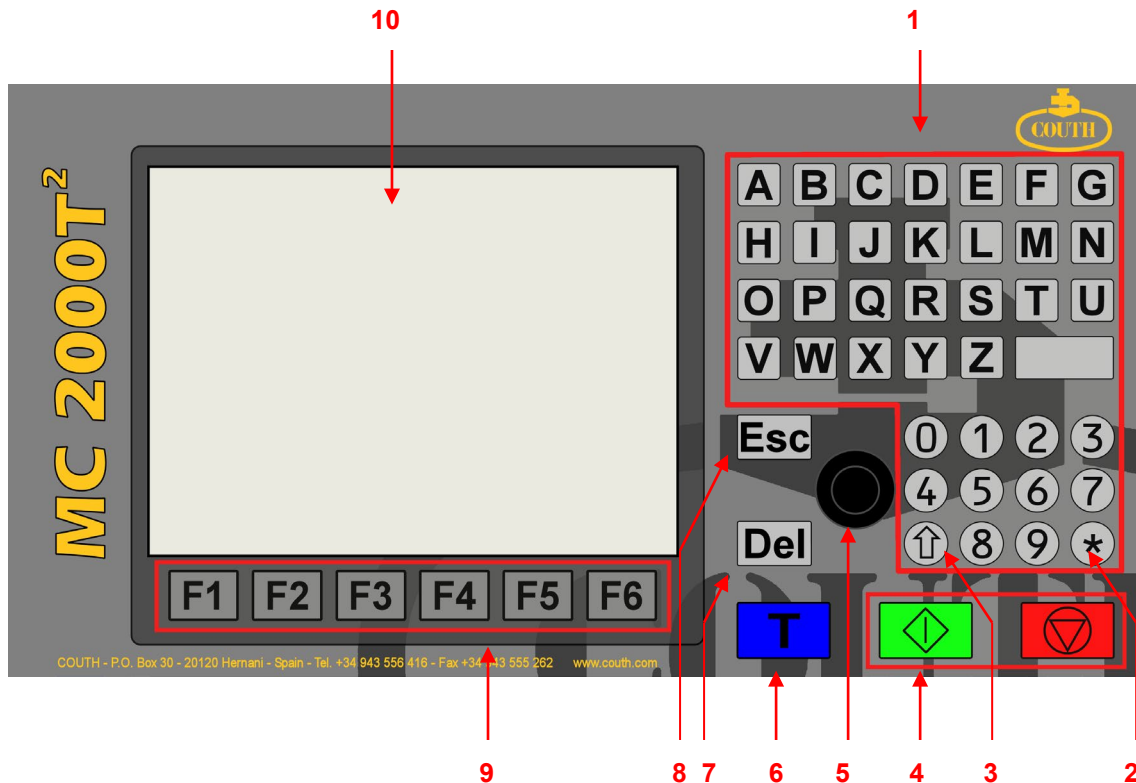 10 1
COUTH
MC 2000T²
A B C D E F G
H I J K L M N
O P Q R S T U
V W X Y Z
Esc 0 1 2 3
4 5 6 7
Del 8 9 *
F1 F2 F3 F4 F5 F6
T
COUTH - P.O. Box 30 - 20120 Hernani - Spain - Tel. +34 943 556 416 - Fax +34 943 555 262 www.couth.com
9 8 7 6 5 4 3 2